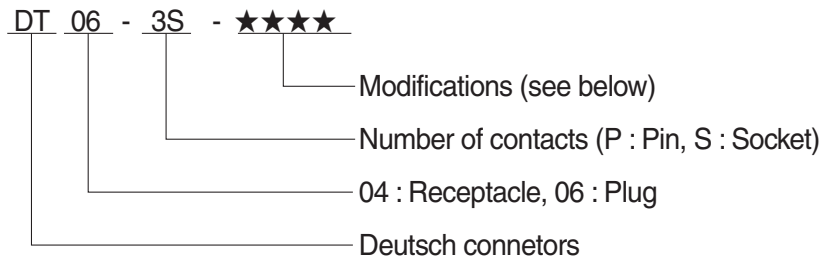 DT 06 - 3S - ★★★★
Modifications (see below)
Number of contacts (P : Pin, S : Socket)
04 : Receptacle, 06 : Plug
Deutsch connetors